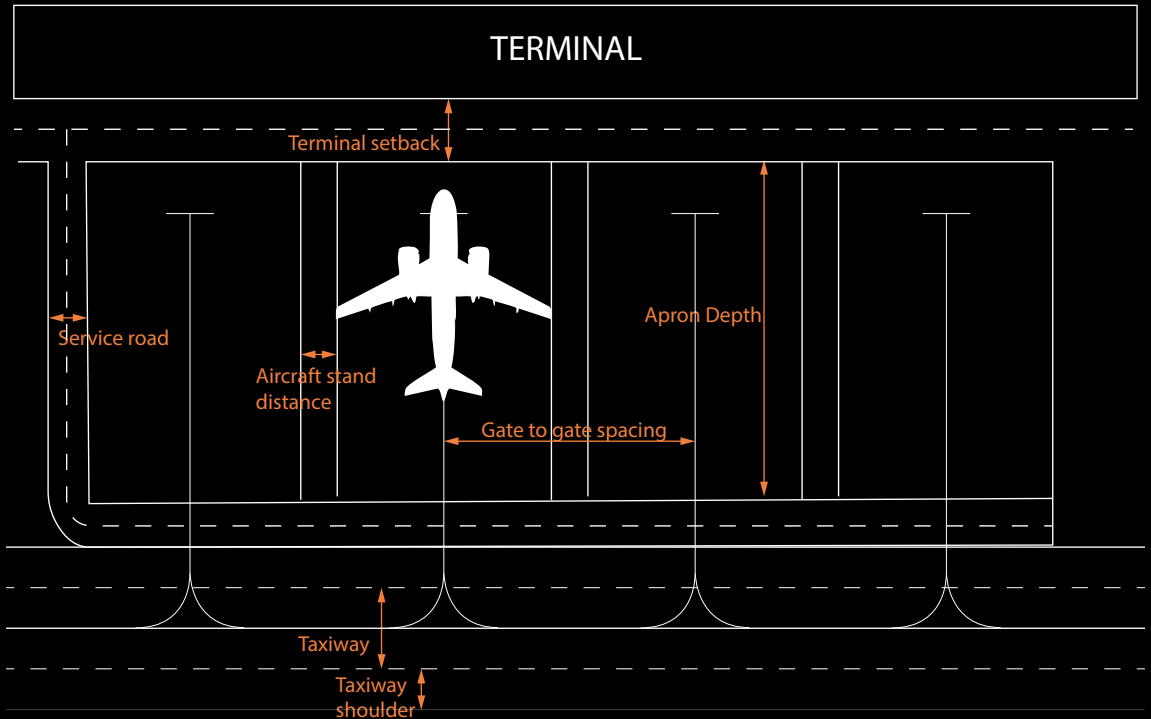 TERMINAL
Terminal setback
Apron Depth
Service road
Aircraft stand
distance
Gate to gate spacing
Taxiway
Taxiway
shoulder